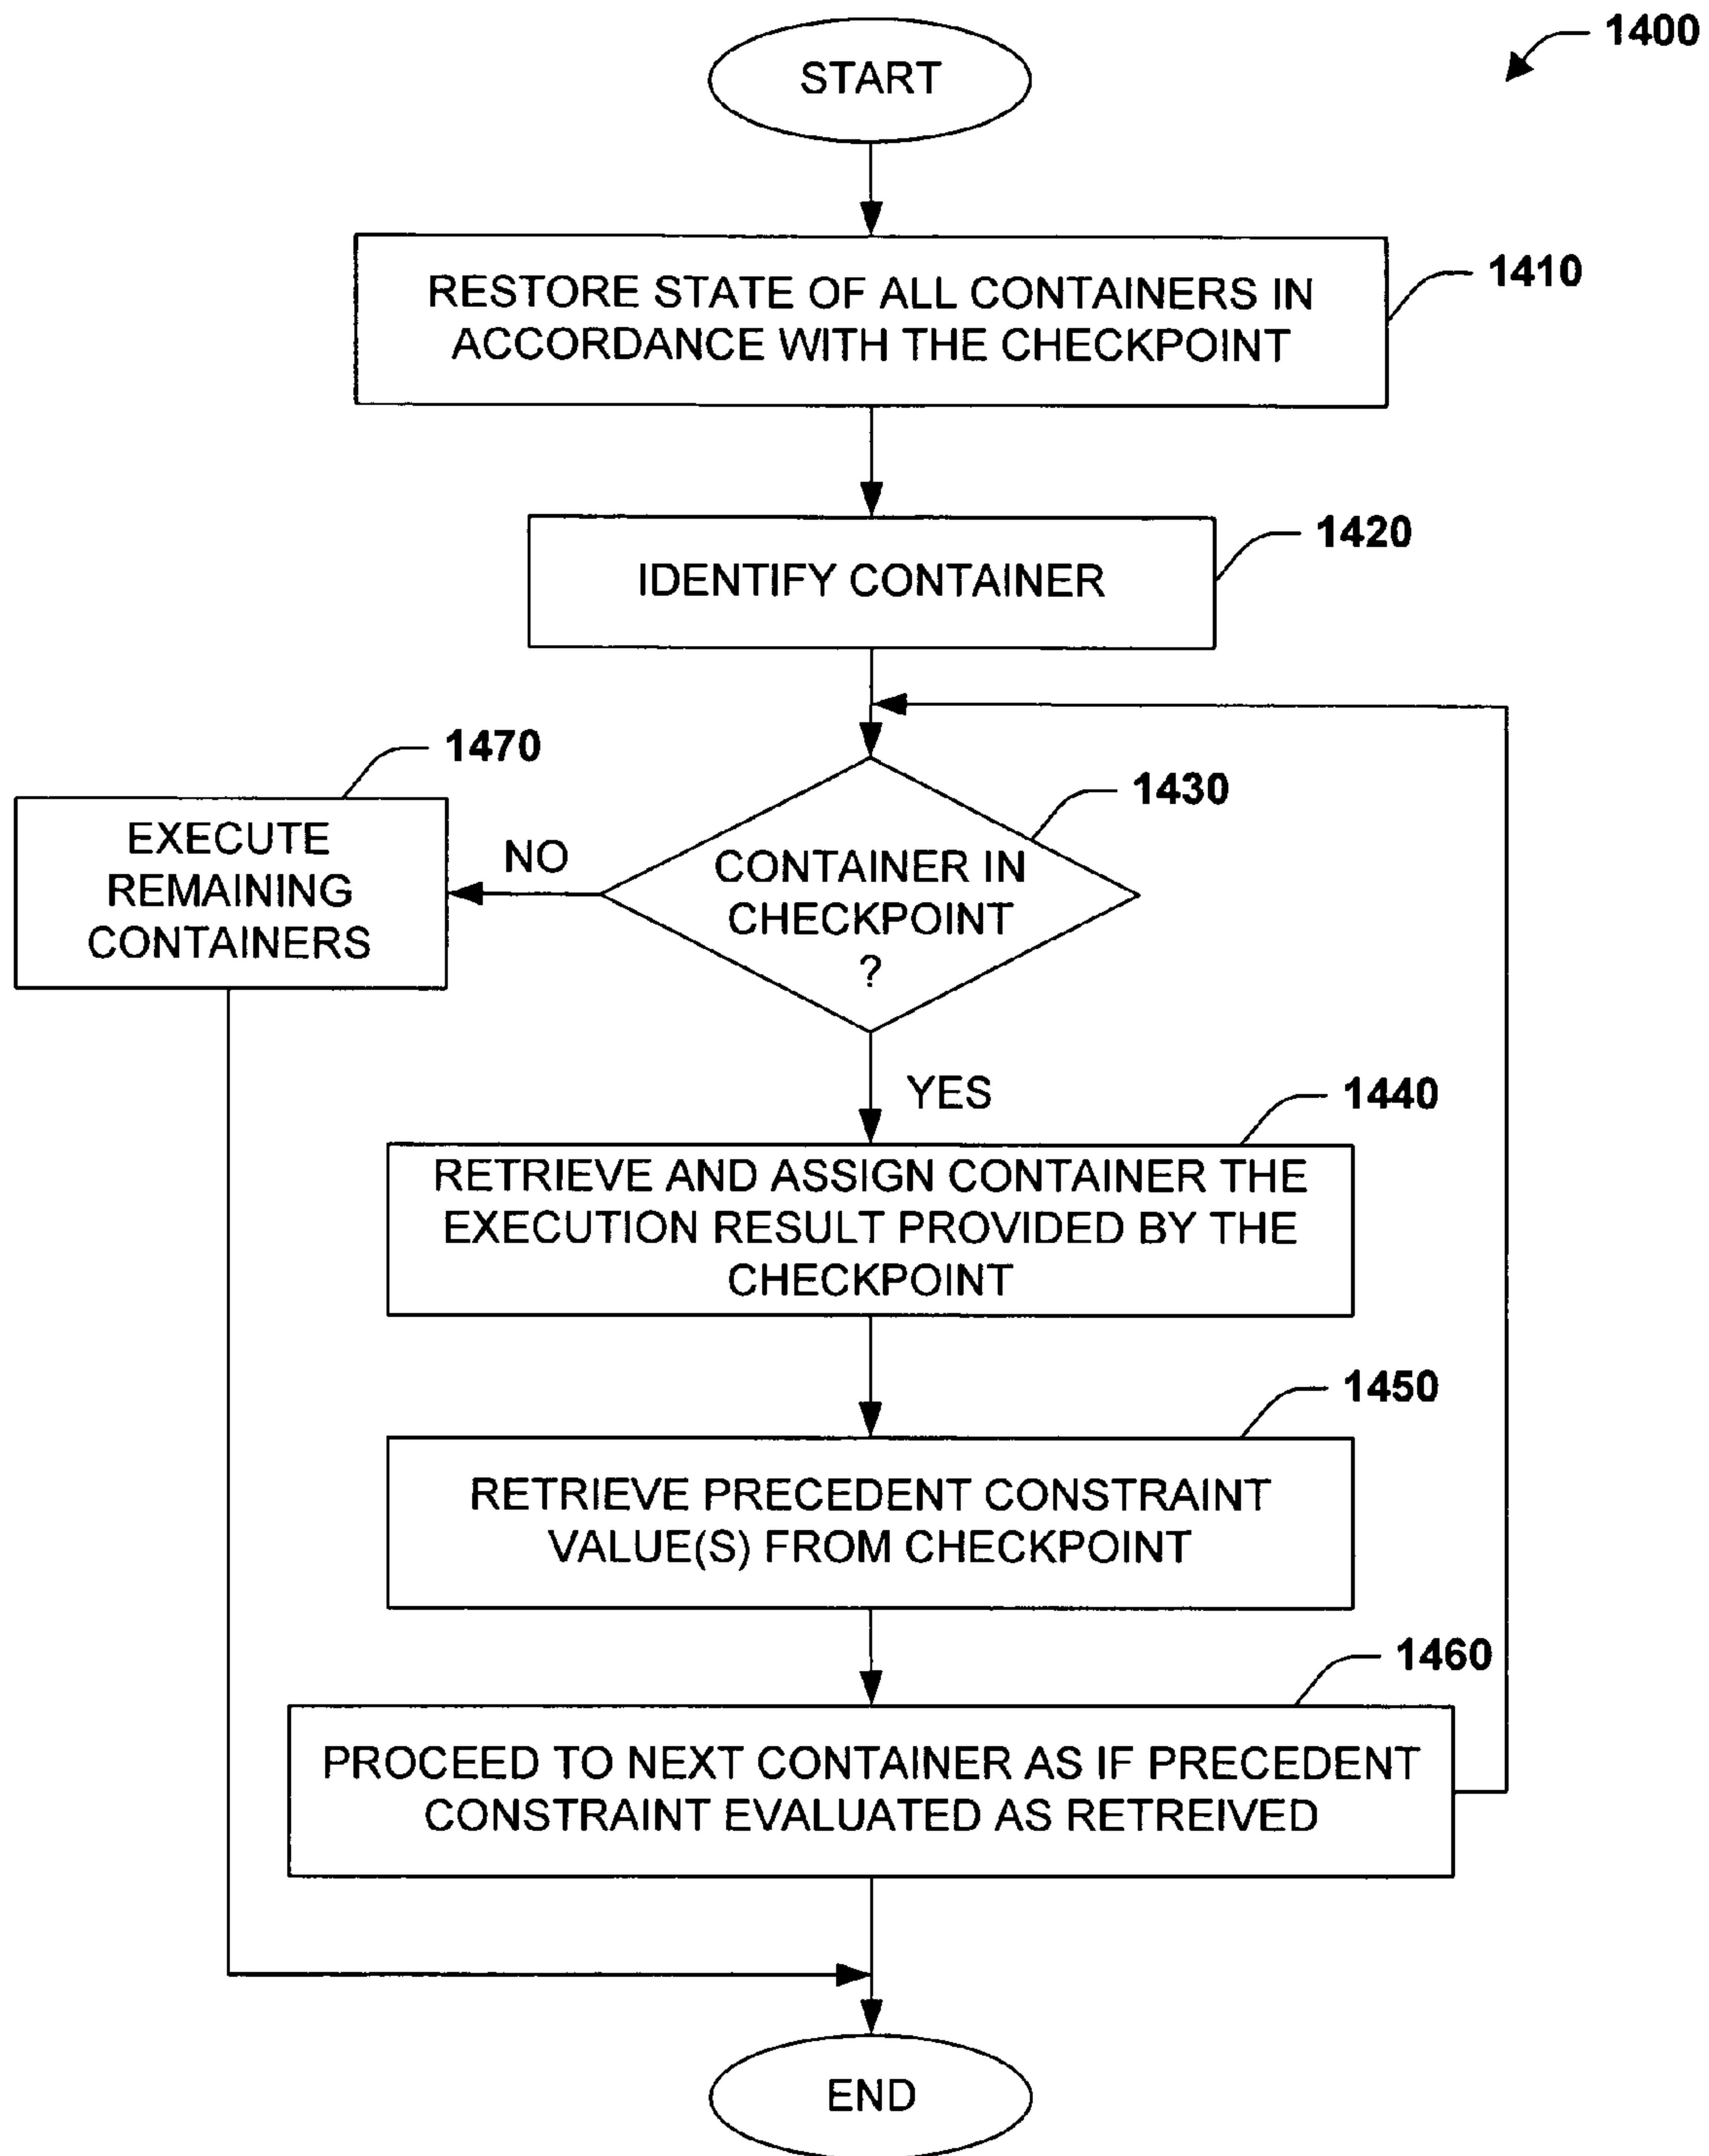 1400
START
1410
RESTORE STATE OF ALL CONTAINERS IN
ACCORDANCE WITH THE CHECKPOINT
1420
IDENTIFY CONTAINER
1470
EXECUTE
REMAINING
CONTAINERS
NO
1430
CONTAINER IN
CHECKPOINT
?
YES
1440
RETRIEVE AND ASSIGN CONTAINER THE
EXECUTION RESULT PROVIDED BY THE
CHECKPOINT
1450
RETRIEVE PRECEDENT CONSTRAINT
VALUE(S) FROM CHECKPOINT
1460
PROCEED TO NEXT CONTAINER AS IF PRECEDENT
CONSTRAINT EVALUATED AS RETREIVED
END